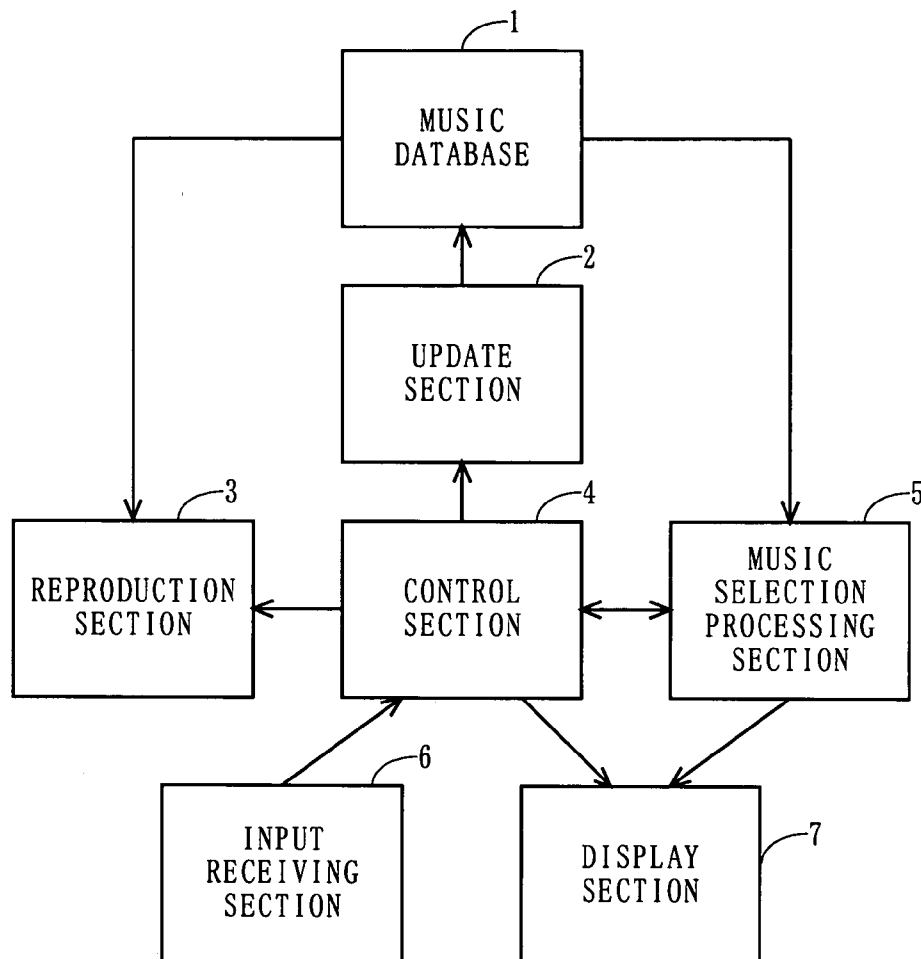 1
MUSIC
DATABASE
2
UPDATE
SECTION
3
REPRODUCTION
SECTION
4
CONTROL
SECTION
5
MUSIC
SELECTION
PROCESSING
SECTION
6
INPUT
RECEIVING
SECTION
7
DISPLAY
SECTION